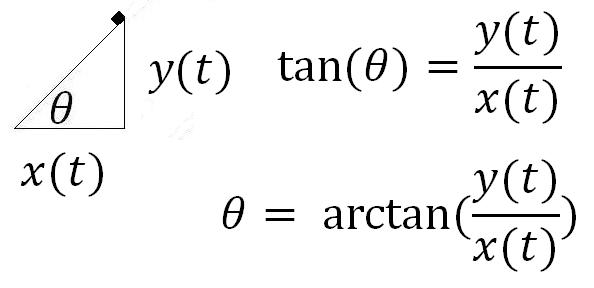 θ
y(t)
x(t)
tan(θ) = y(t)/x(t)
θ = arctan(y(t)/x(t))